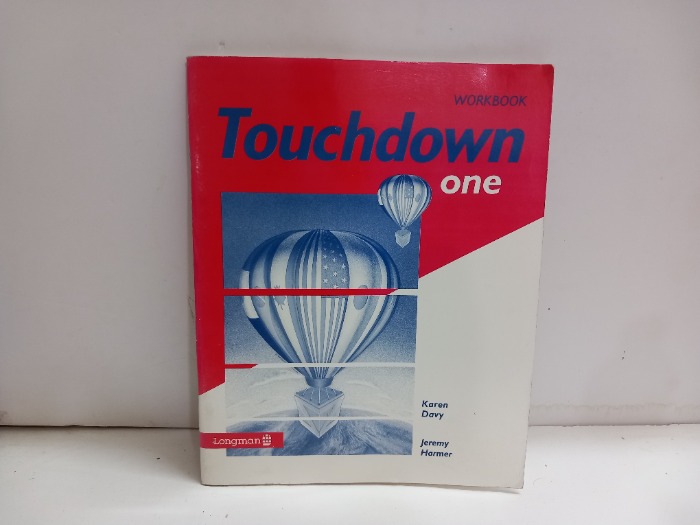 WORKBOOK
Touchdown
one
Karen
Davy
Jeremy
Harmer
Longman